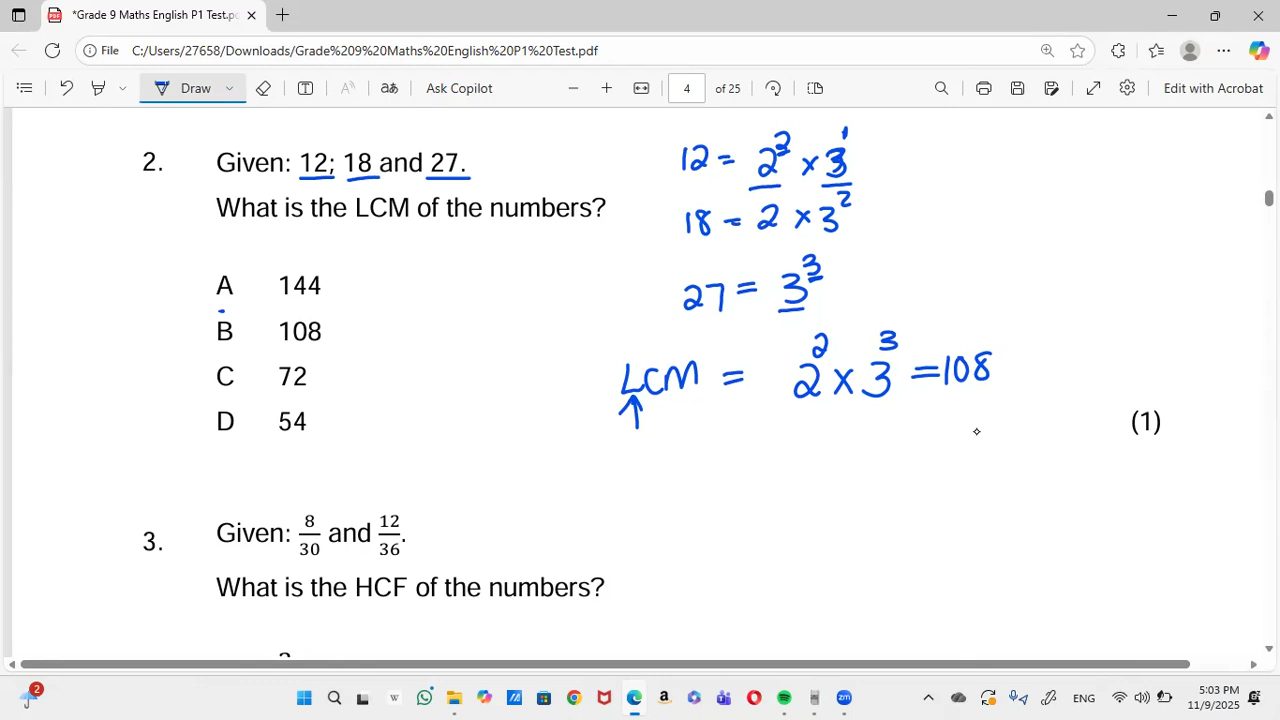 *Grade 9 Maths English P1 Test.pd
File C:/Users/27658/Downloads/Grade%209%20Maths%20English%20P1%20Test.pdf
Draw aあ Ask Copilot 4 of 25 Edit with Acrobat
2. Given: 12; 18 and 27.
What is the LCM of the numbers?
A 144
B 108
C 72
D 54
(1)
12 = 2² × 3¹
18 = 2 × 3²
27 = 3³
LCM = 2² × 3³ = 108
3. Given: 8/30 and 12/36.
What is the HCF of the numbers?
2
ENG
5:03 PM
11/9/2025